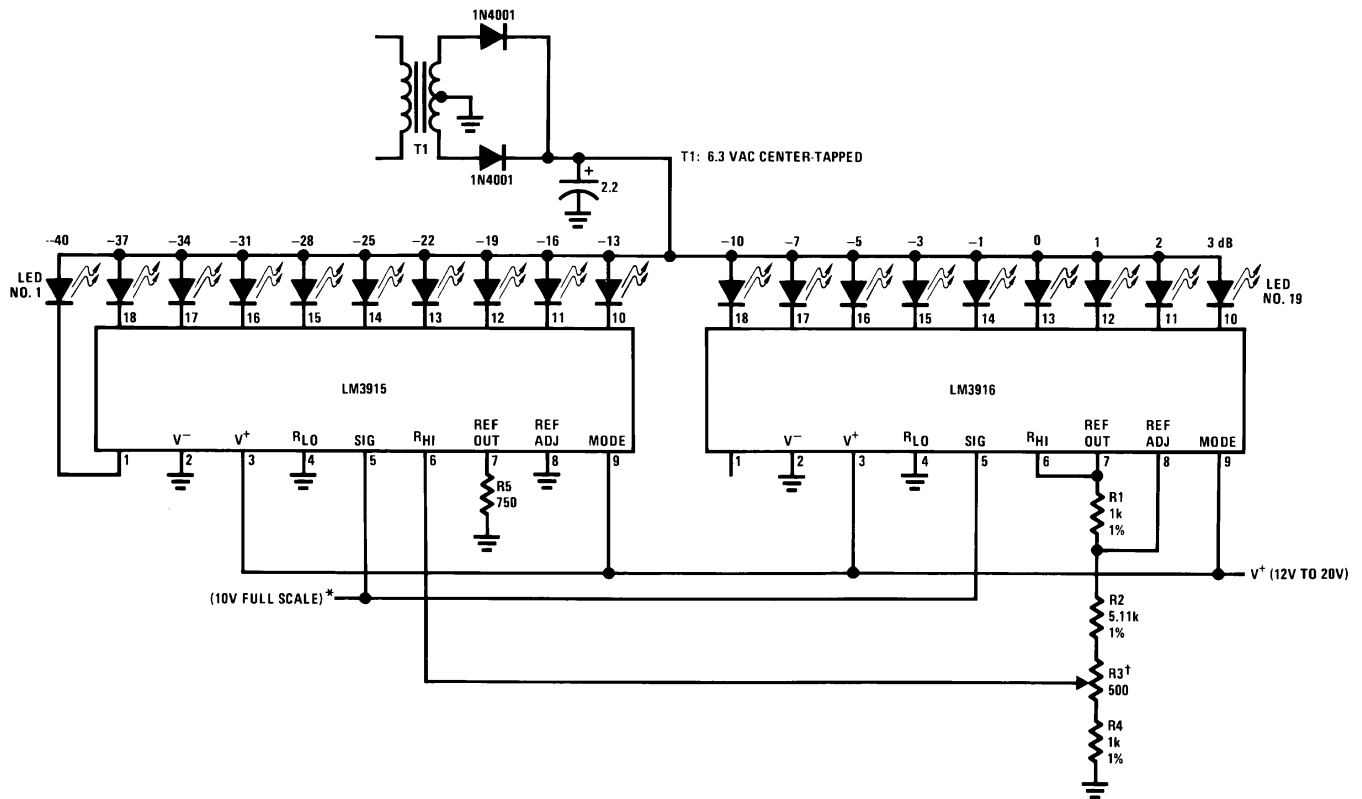 1N4001
T1
1N4001
+
2.2
T1: 6.3 VAC CENTER-TAPPED
--40 −37 −34 −31 −28 −25 −22 −19 −16 −13 −10 −7 −5 −3 −1 0 1 2 3 dB
LED
NO. 1
LED
NO. 19
18 17 16 15 14 13 12 11 10
18 17 16 15 14 13 12 11 10
LM3915
LM3916
V− V+ RLO SIG RHI REF OUT REF ADJ MODE
1 2 3 4 5 6 7 8 9
V− V+ RLO SIG RHI REF OUT REF ADJ MODE
1 2 3 4 5 6 7 8 9
R5
750
R1
1k
1%
V+ (12V TO 20V)
(10V FULL SCALE)*
R2
5.11k
1%
R3†
500
R4
1k
1%